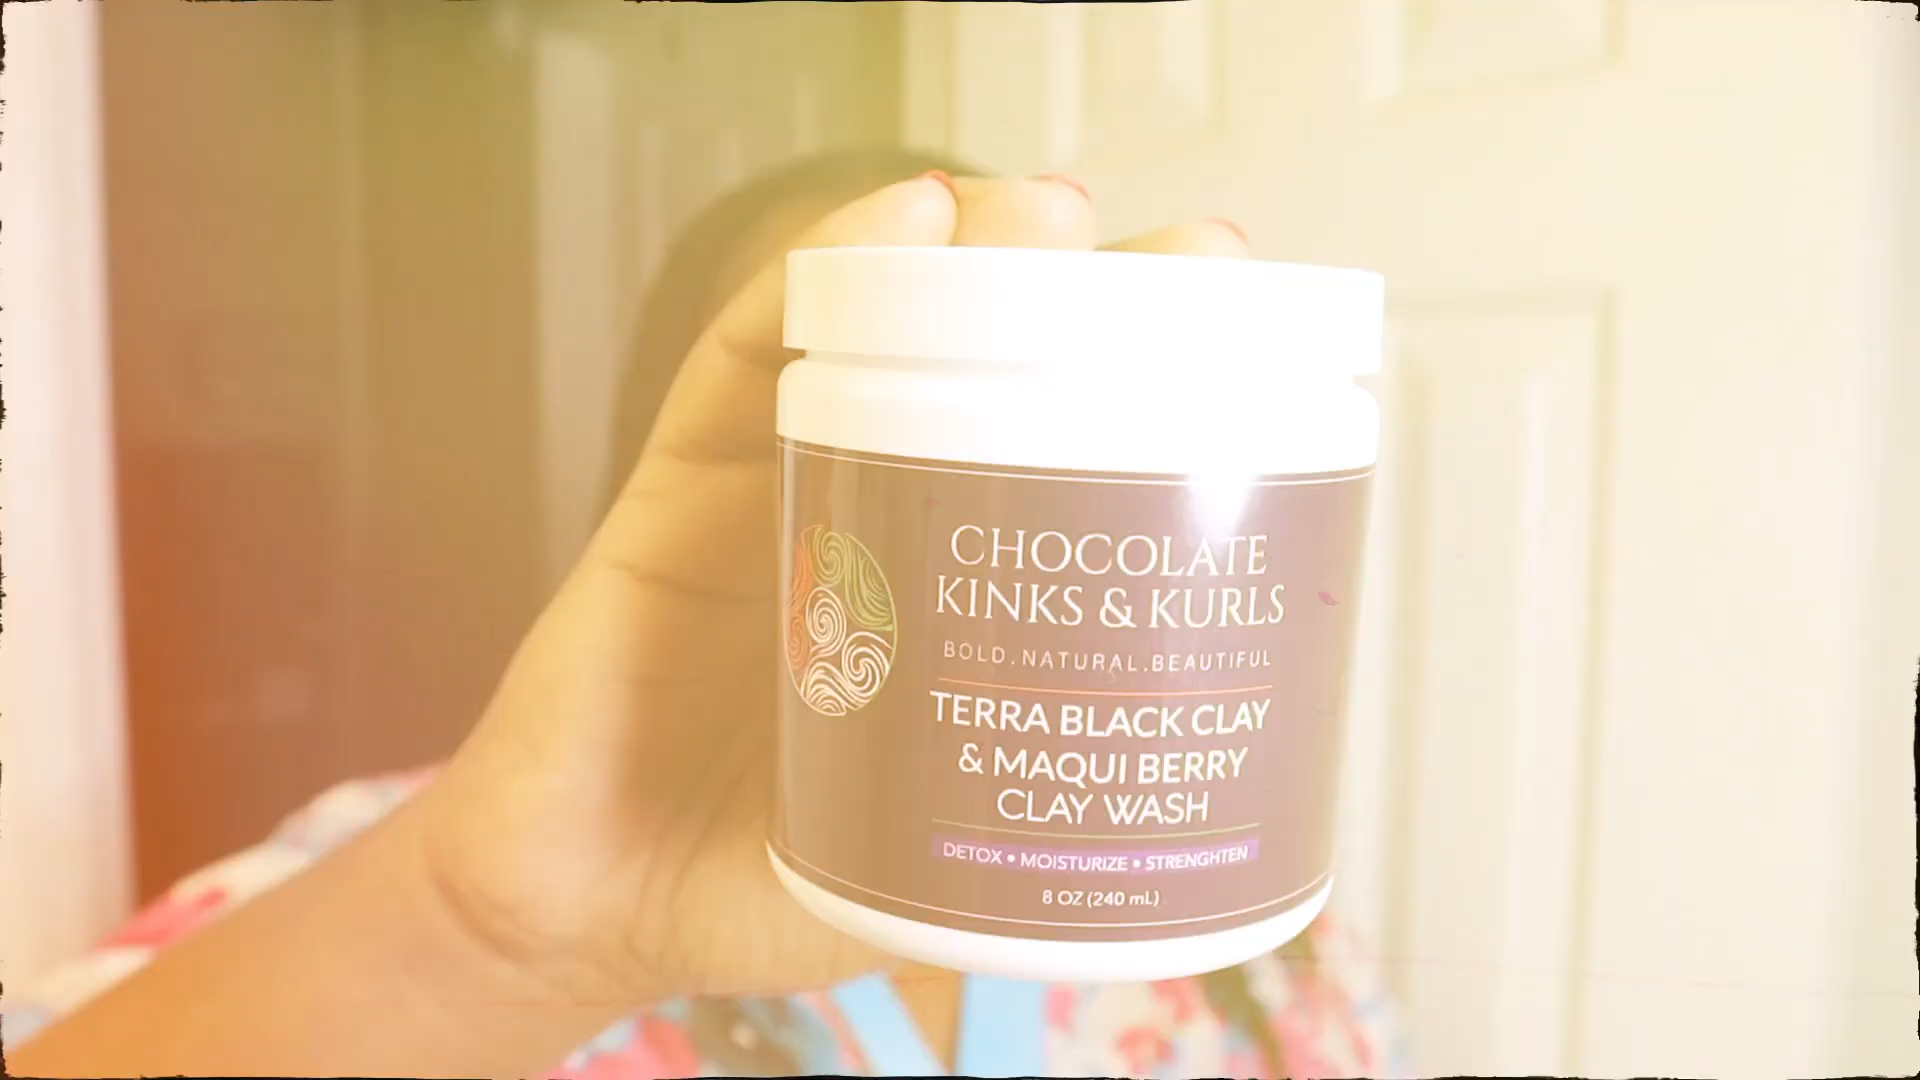 CHOCOLATE
KINKS & KURLS
BOLD.NATURAL.BEAUTIFUL
TERRA BLACK CLAY
& MAQUI BERRY
CLAY WASH
DETOX • MOISTURIZE • STRENGHTEN
8 OZ (240 mL)